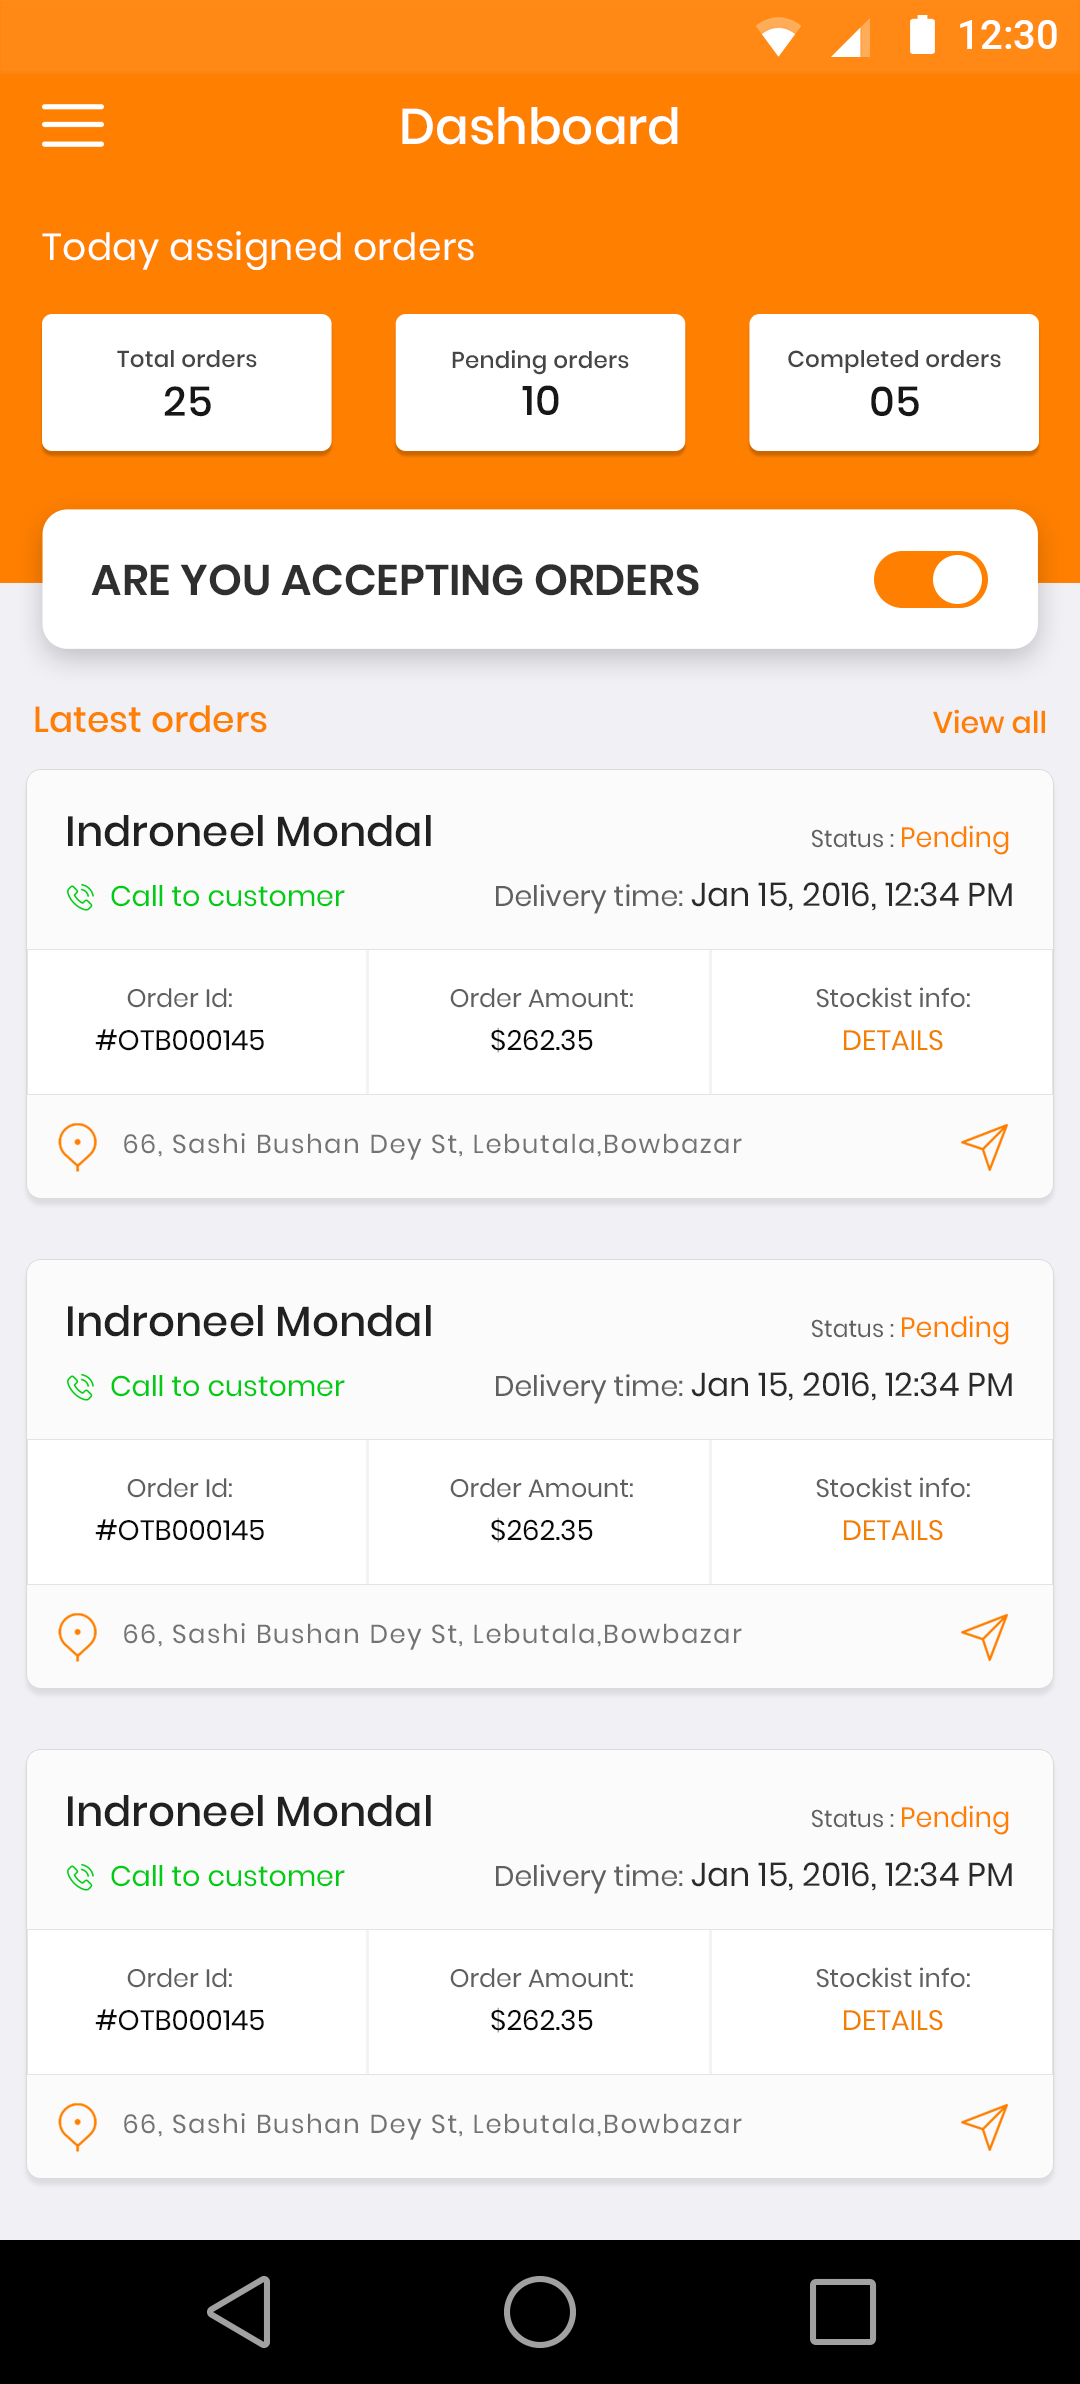 12:30
Dashboard
Today assigned orders
Total orders
25
Pending orders
10
Completed orders
05
ARE YOU ACCEPTING ORDERS
Latest orders
View all
Indroneel Mondal
Status : Pending
Call to customer
Delivery time: Jan 15, 2016, 12:34 PM
Order Id:
#OTB000145
Order Amount:
$262.35
Stockist info:
DETAILS
66, Sashi Bushan Dey St, Lebutala,Bowbazar
Indroneel Mondal
Status : Pending
Call to customer
Delivery time: Jan 15, 2016, 12:34 PM
Order Id:
#OTB000145
Order Amount:
$262.35
Stockist info:
DETAILS
66, Sashi Bushan Dey St, Lebutala,Bowbazar
Indroneel Mondal
Status : Pending
Call to customer
Delivery time: Jan 15, 2016, 12:34 PM
Order Id:
#OTB000145
Order Amount:
$262.35
Stockist info:
DETAILS
66, Sashi Bushan Dey St, Lebutala,Bowbazar